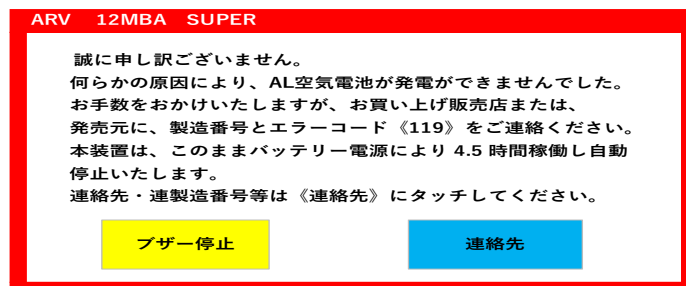 ARV 12MBA SUPER
誠に申し訳ございません。
何らかの原因により、AL空気電池が発電ができませんでした。
お手数をおかけいたしますが、お買い上げ販売店または、
発売元に、製造番号とエラーコード《119》をご連絡ください。
本装置は、このままバッテリー電源により 4.5 時間稼働し自動
停止いたします。
連絡先・連製造番号等は《連絡先》にタッチしてください。
ブザー停止
連絡先